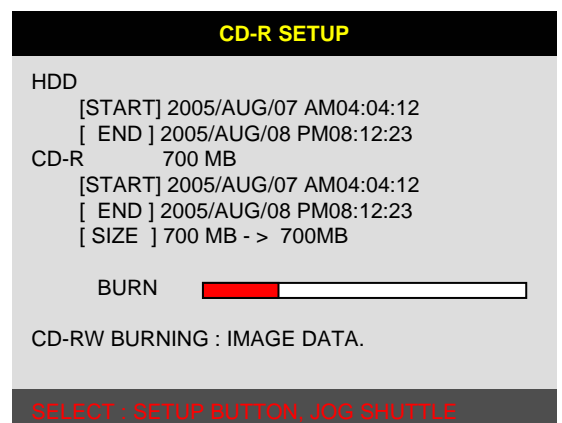 CD-R SETUP
HDD
[START] 2005/AUG/07 AM04:04:12
[ END ] 2005/AUG/08 PM08:12:23
CD-R 700 MB
[START] 2005/AUG/07 AM04:04:12
[ END ] 2005/AUG/08 PM08:12:23
[ SIZE ] 700 MB - > 700MB
BURN
CD-RW BURNING : IMAGE DATA.
SELECT : SETUP BUTTON, JOG SHUTTLE